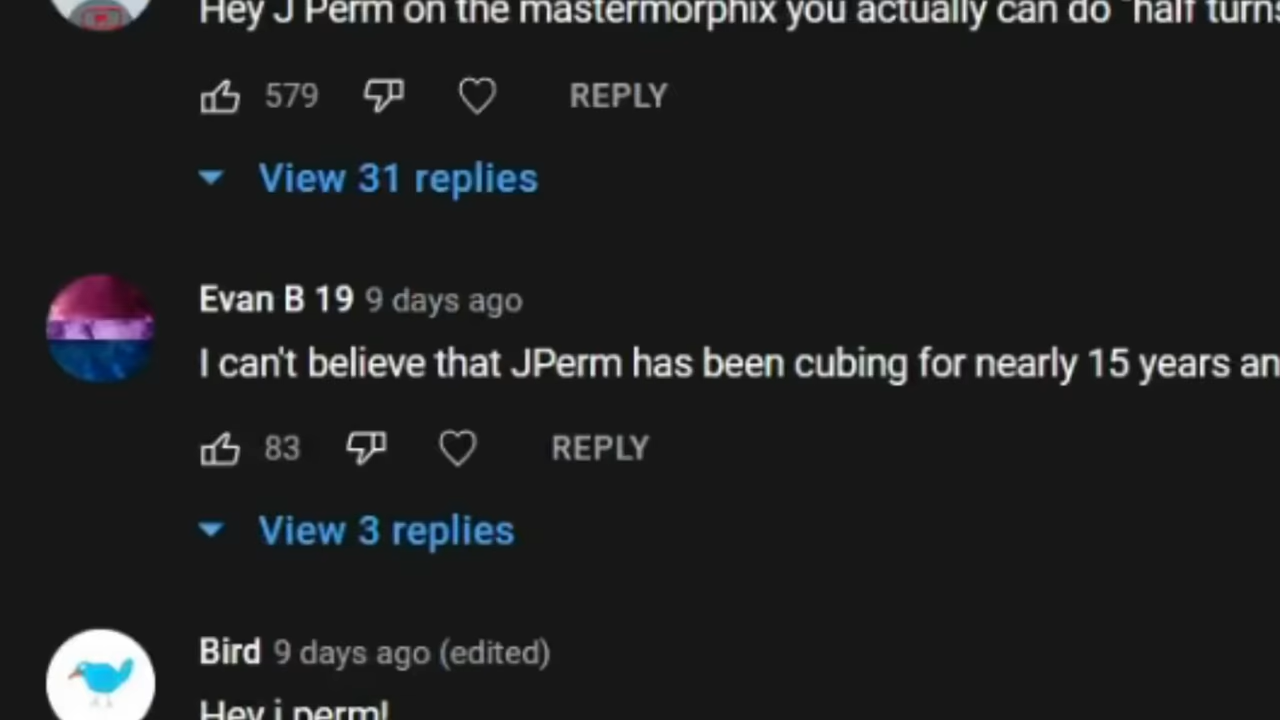 Hey J Perm on the mastermorphix you actually can do "half turns
579 REPLY
View 31 replies
Evan B 19 9 days ago
I can't believe that JPerm has been cubing for nearly 15 years an
83 REPLY
View 3 replies
Bird 9 days ago (edited)
Hey j perm!